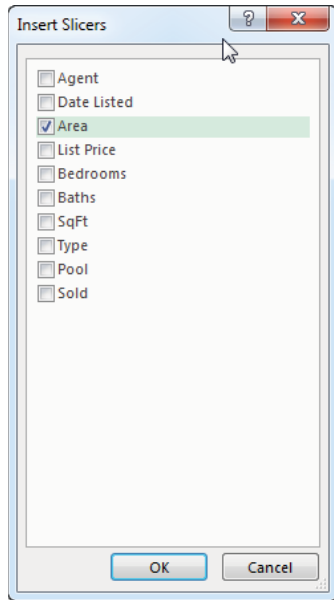 Insert Slicers
Agent
Date Listed
Area
List Price
Bedrooms
Baths
SqFt
Type
Pool
Sold
OK
Cancel